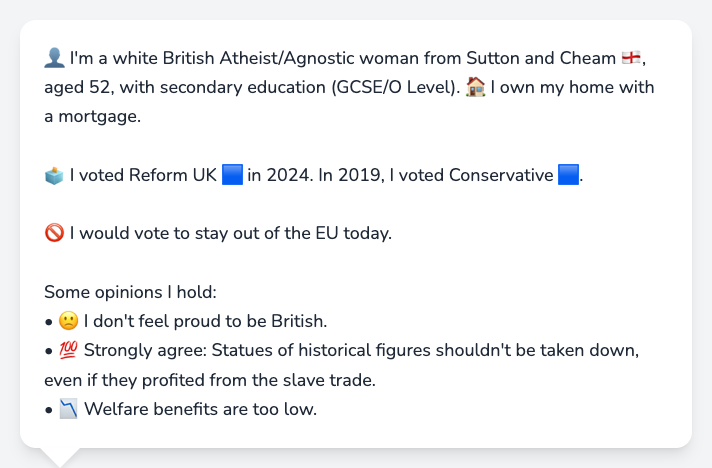 👤 I'm a white British Atheist/Agnostic woman from Sutton and Cheam 🏴󠁧󠁢󠁥󠁮󠁧󠁿,
aged 52, with secondary education (GCSE/O Level). 🏠 I own my home with
a mortgage.
🗳️ I voted Reform UK 🟦 in 2024. In 2019, I voted Conservative 🟦.
🚫 I would vote to stay out of the EU today.
Some opinions I hold:
• 🙁 I don't feel proud to be British.
• 💯 Strongly agree: Statues of historical figures shouldn't be taken down,
even if they profited from the slave trade.
• 📉 Welfare benefits are too low.